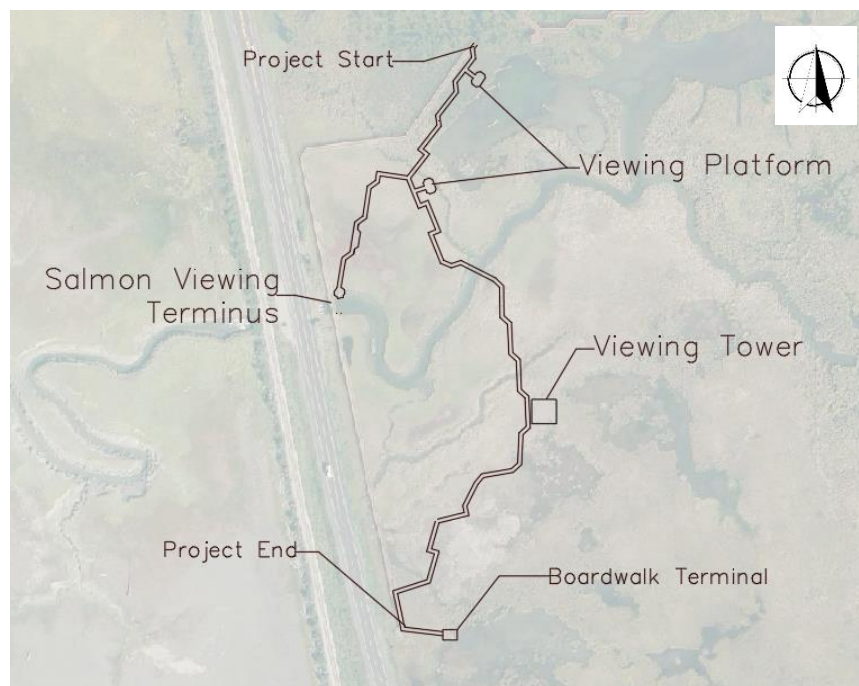 Project Start
Viewing Platform
Salmon Viewing
Terminus
Viewing Tower
Project End
Boardwalk Terminal